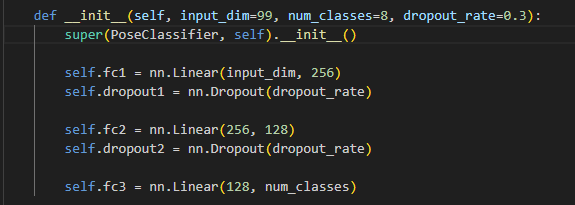 def __init__(self, input_dim=99, num_classes=8, dropout_rate=0.3):
super(PoseClassifier, self).__init__()
self.fc1 = nn.Linear(input_dim, 256)
self.dropout1 = nn.Dropout(dropout_rate)
self.fc2 = nn.Linear(256, 128)
self.dropout2 = nn.Dropout(dropout_rate)
self.fc3 = nn.Linear(128, num_classes)